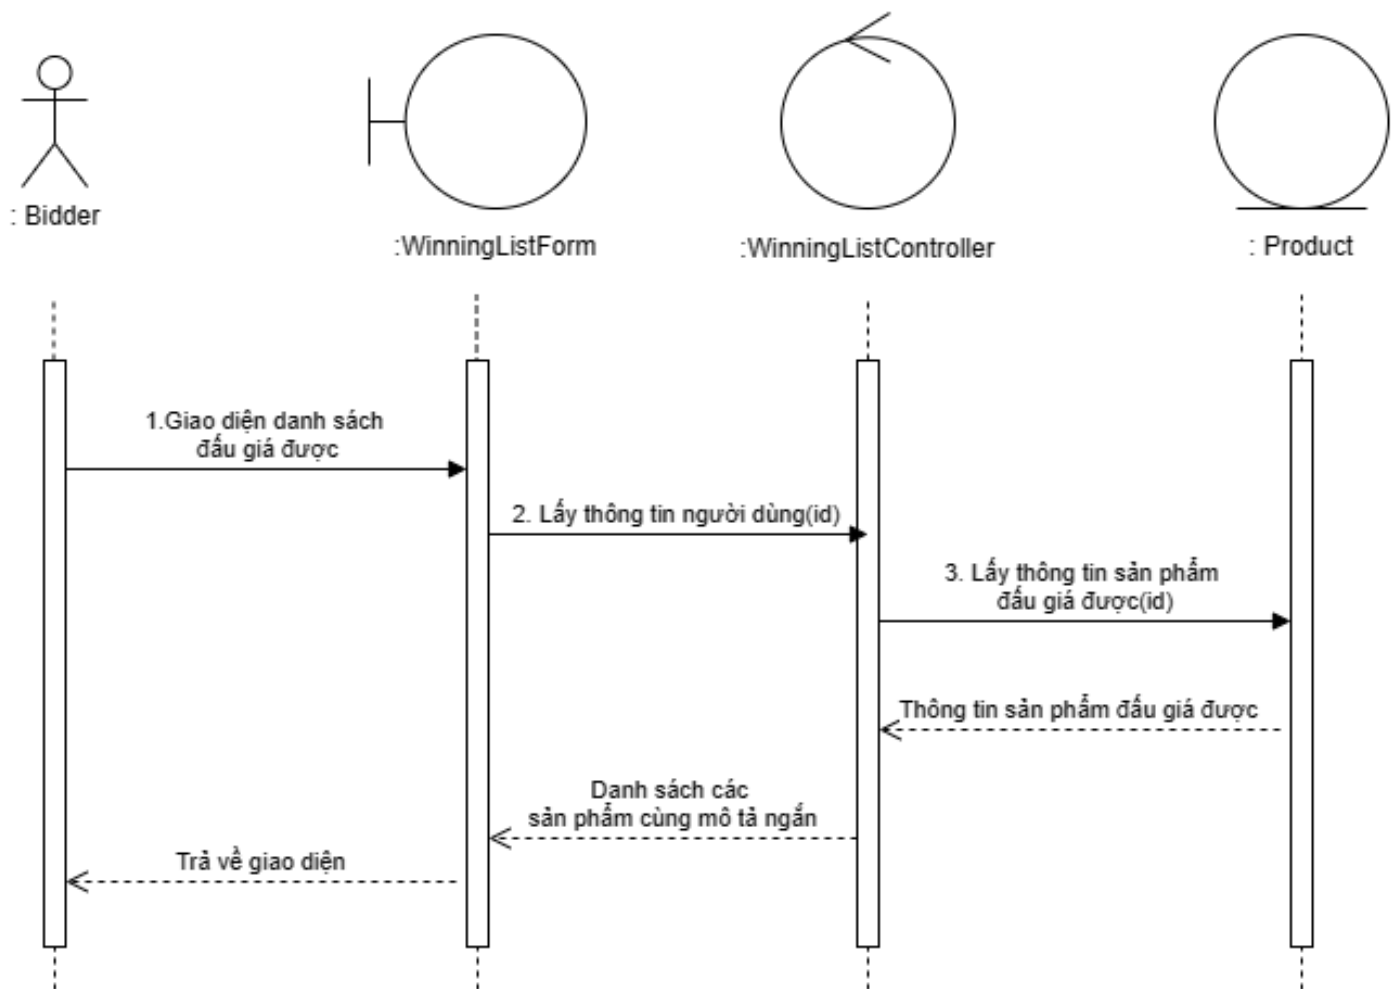 : Bidder
:WinningListForm
:WinningListController
: Product
1.Giao diện danh sách
đấu giá được
2. Lấy thông tin người dùng(id)
3. Lấy thông tin sản phẩm
đấu giá được(id)
Thông tin sản phẩm đấu giá được
Danh sách các
sản phẩm cùng mô tả ngắn
Trả về giao diện